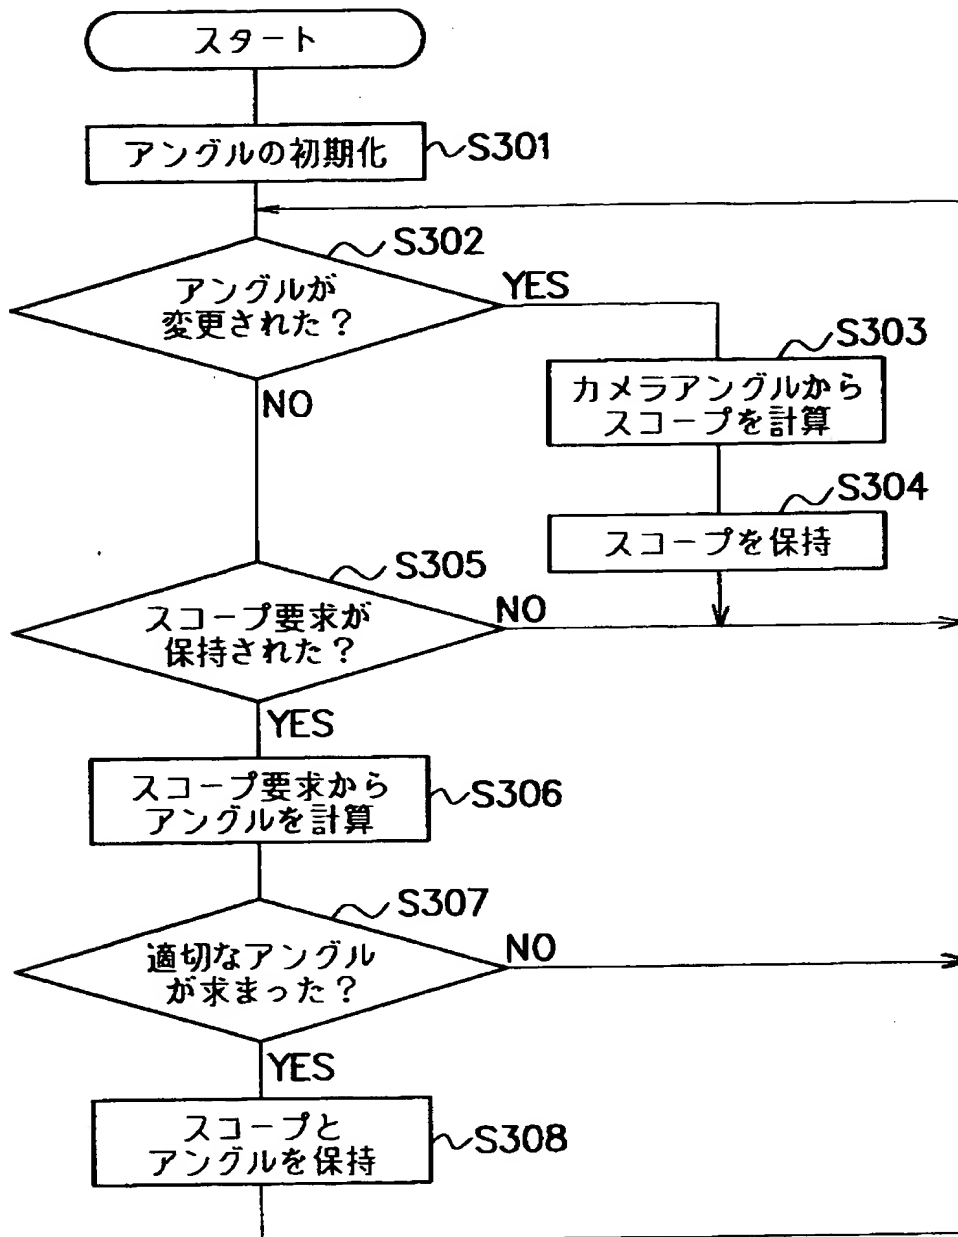 スタート
アングルの初期化
S301
S302
アングルが
変更された?
YES
NO
S303
カメラアングルから
スコープを計算
S304
スコープを保持
S305
スコープ要求が
保持された?
NO
YES
スコープ要求から
アングルを計算
S306
S307
適切なアングル
が求まった?
NO
YES
スコープと
アングルを保持
S308